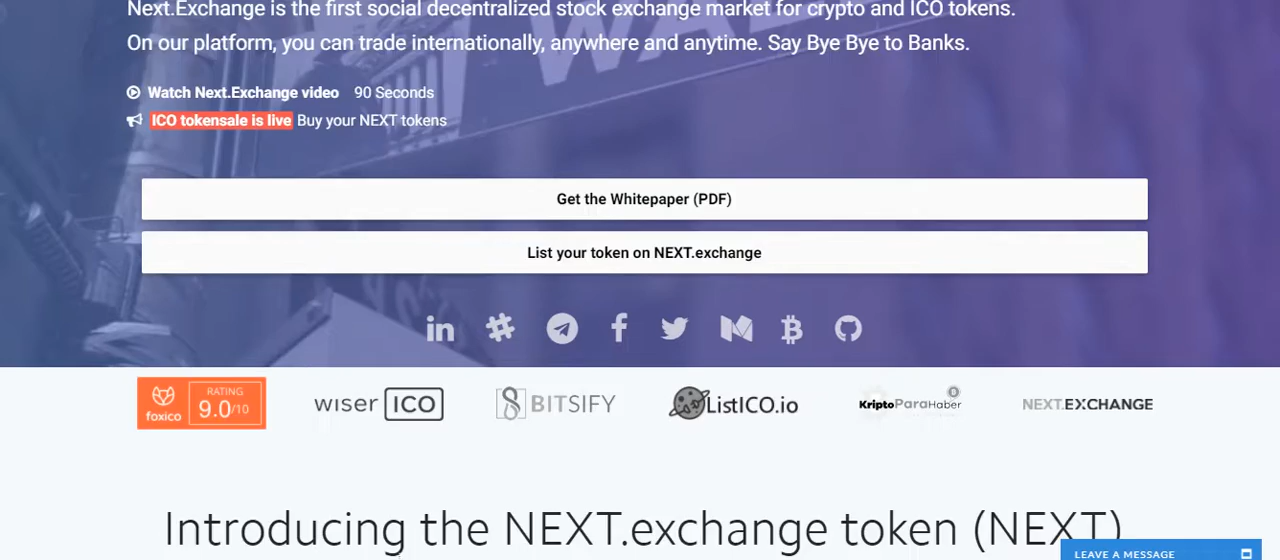 Next.Exchange is the first social decentralized stock exchange market for crypto and ICO tokens.
On our platform, you can trade internationally, anywhere and anytime. Say Bye Bye to Banks.
Watch Next.Exchange video 90 Seconds
ICO tokensale is live Buy your NEXT tokens
Get the Whitepaper (PDF)
List your token on NEXT.exchange
foxico RATING 9.0/10
wiser ICO
BITSIFY
ListICO.io
KriptoParaHaber
NEXT.EXCHANGE
Introducing the NEXT.exchange token (NEXT)
LEAVE A MESSAGE